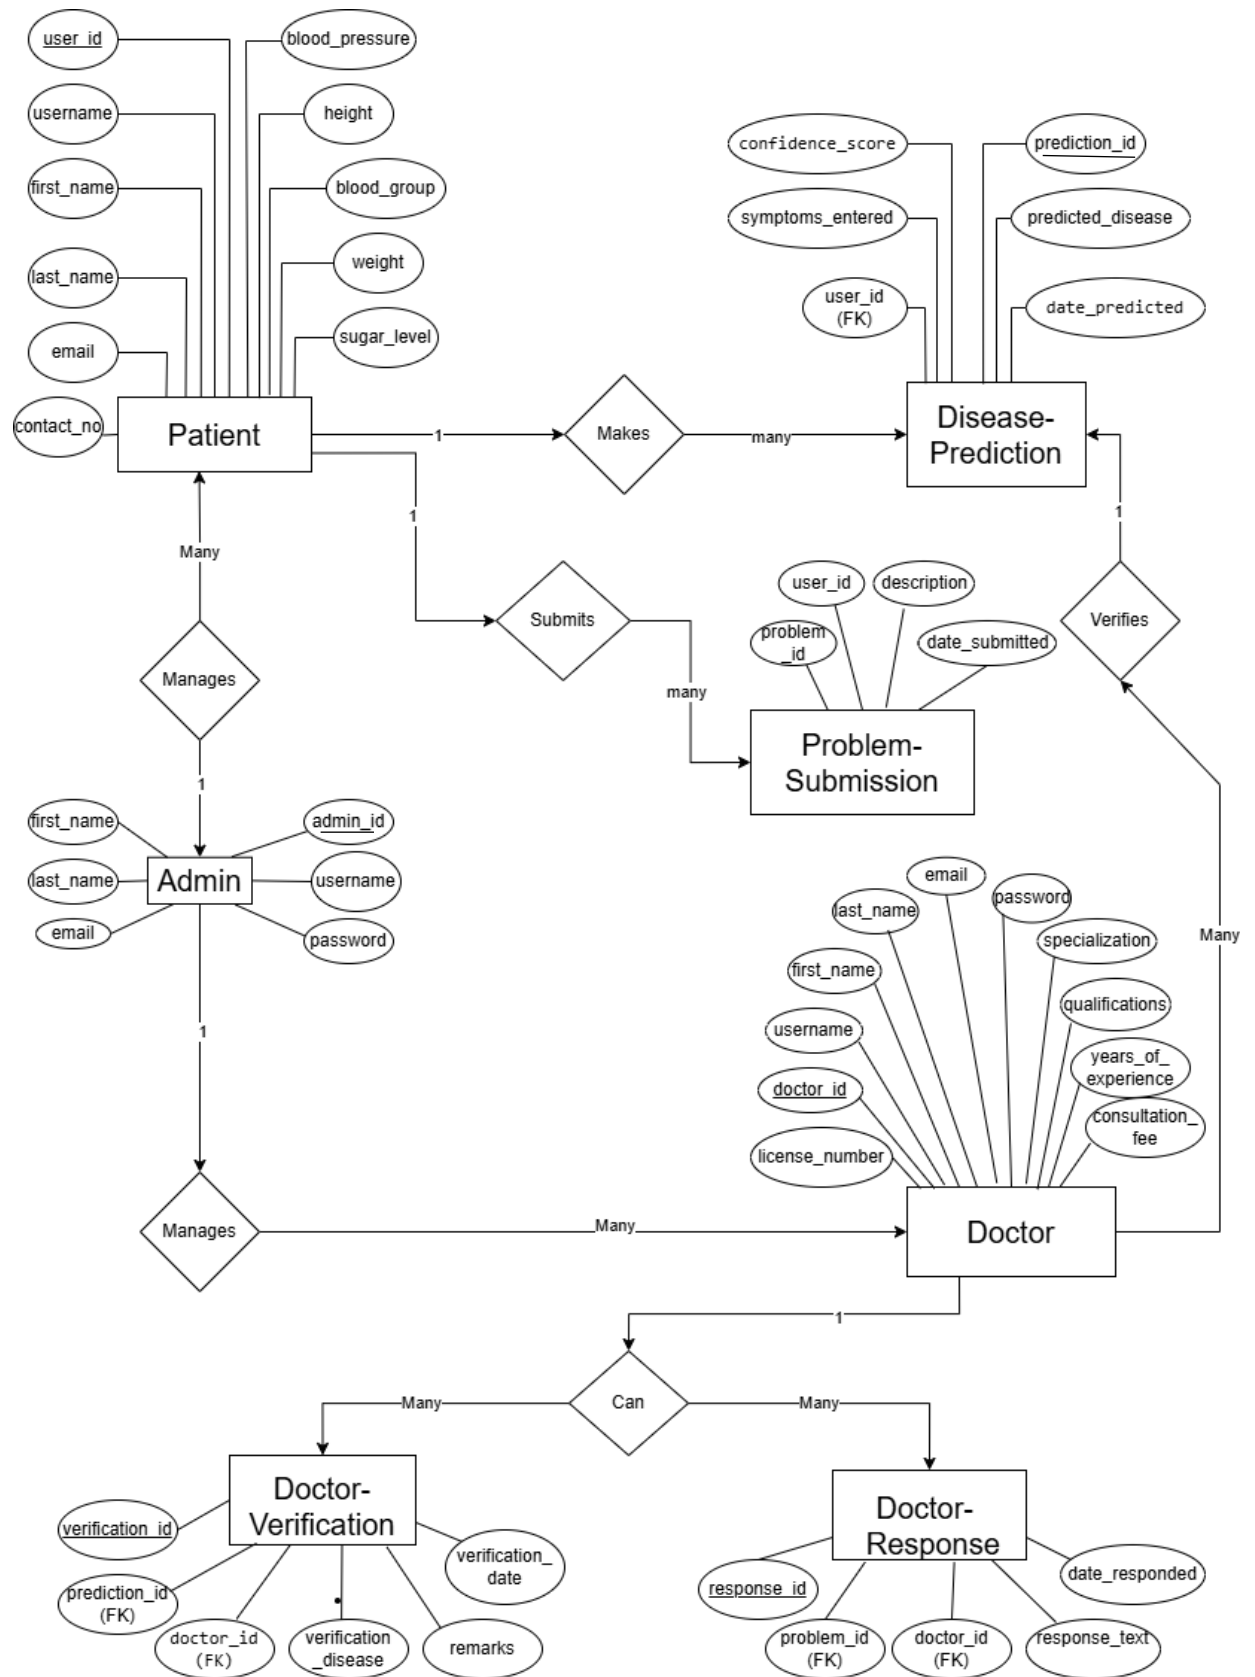 user_id
blood_pressure
username
height
confidence_score
prediction_id
first_name
blood_group
symptoms_entered
predicted_disease
last_name
weight
user_id
(FK)
date_predicted
email
sugar_level
contact_no
Patient
1
Makes
many
Disease-
Prediction
1
1
Many
user_id
description
Submits
Verifies
problem
_id
date_submitted
Manages
many
Problem-
Submission
1
first_name
admin_id
last_name
Admin
username
email
password
email
last_name
password
Many
specialization
first_name
qualifications
1
username
years_of_
experience
doctor_id
consultation_
fee
license_number
Manages
Many
Doctor
1
Many
Can
Many
Doctor-
Verification
Doctor-
Response
verification_id
verification_
date
date_responded
response_id
prediction_id
(FK)
doctor_id
(FK)
verification
_disease
remarks
problem_id
(FK)
doctor_id
(FK)
response_text